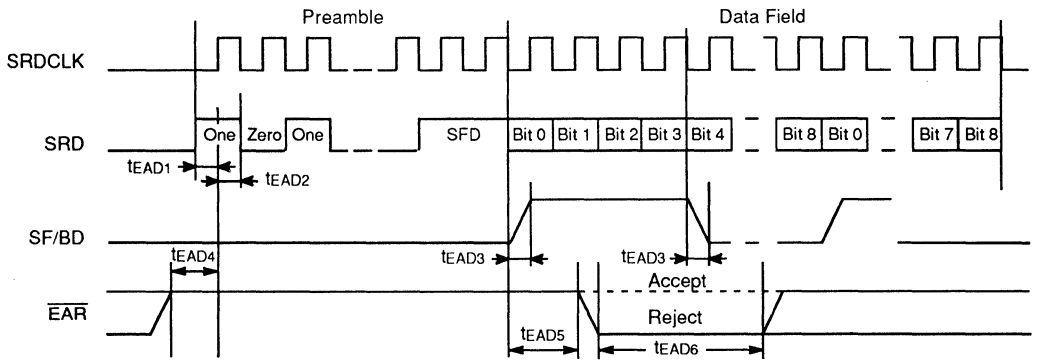 Preamble Data Field
SRDCLK
SRD One Zero One SFD Bit 0 Bit 1 Bit 2 Bit 3 Bit 4 Bit 8 Bit 0 Bit 7 Bit 8
tEAD1 tEAD2
SF/BD
tEAD4 tEAD3 tEAD3
Accept
EAR Reject
tEAD5 tEAD6